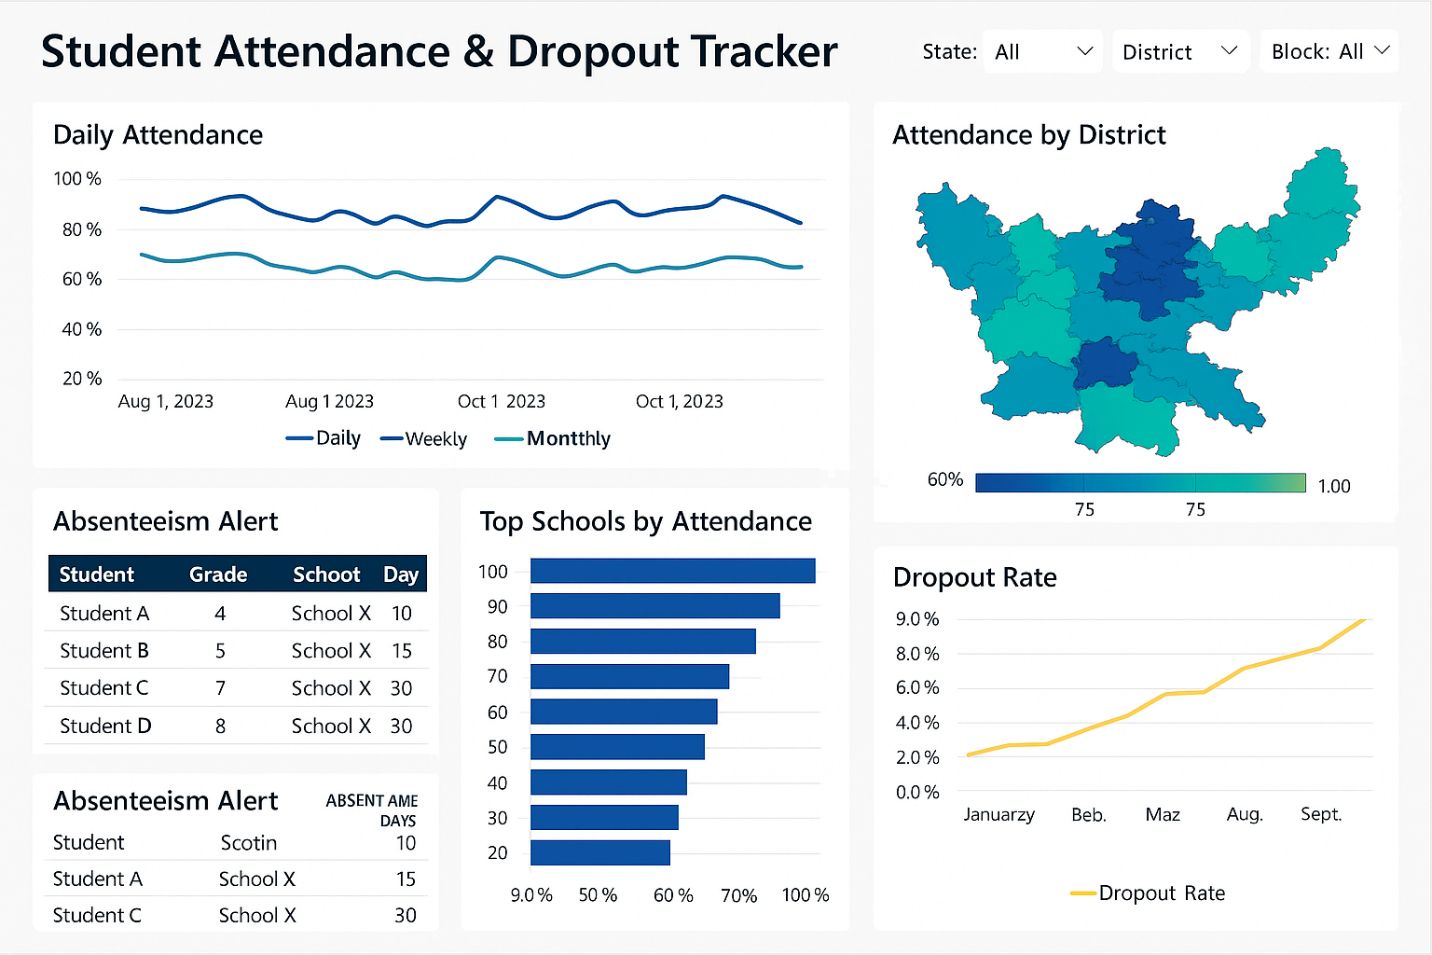 Student Attendance & Dropout Tracker
State: All
District
Block: All
Daily Attendance
100 %
80 %
60 %
40 %
20 %
Aug 1, 2023 Aug 1 2023 Oct 1 2023 Oct 1, 2023
Daily Weekly Montthly
Attendance by District
60% 1.00
75 75
Absenteeism Alert
Student Grade Schoot Day
Student A 4 School X 10
Student B 5 School X 15
Student C 7 School X 30
Student D 8 School X 30
Absenteeism Alert ABSENT AME
DAYS
Student Scotin 10
Student A School X 15
Student C School X 30
Top Schools by Attendance
100
90
80
70
60
50
40
30
20
9.0 % 50 % 60 % 70% 100 %
Dropout Rate
9.0 %
8.0 %
6.0 %
4.0 %
2.0 %
0.0 %
Januarzy Beb. Maz Aug. Sept.
Dropout Rate